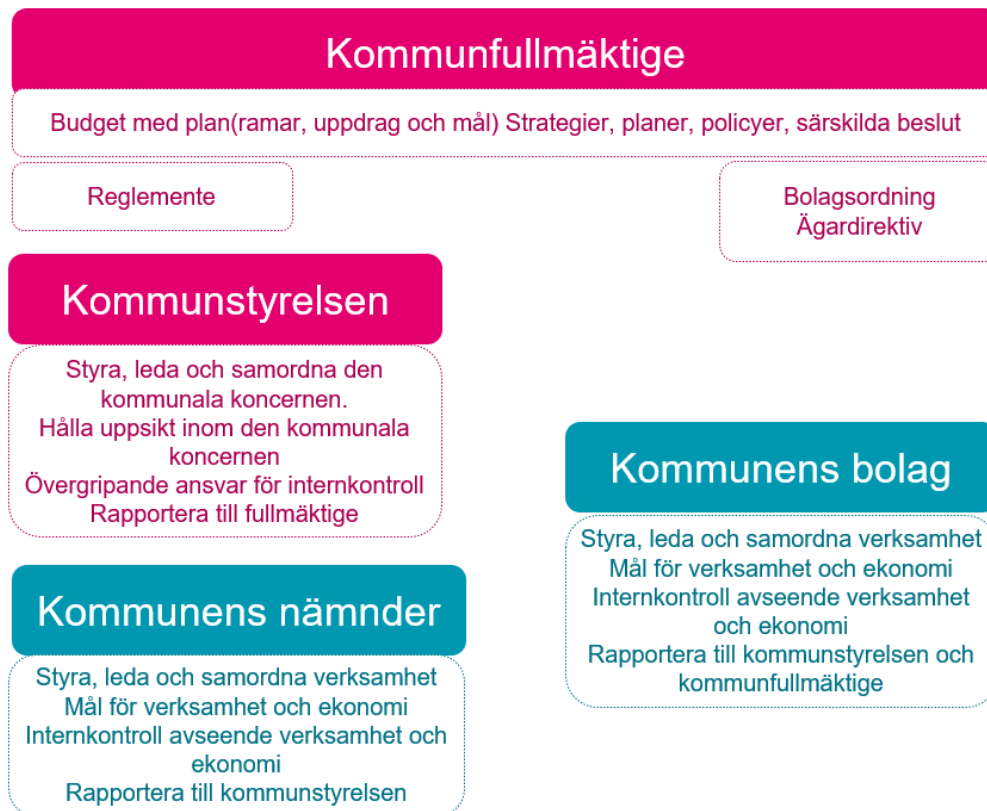 Kommunfullmäktige
Budget med plan(ramar, uppdrag och mål) Strategier, planer, policyer, särskilda beslut
Reglemente
Bolagsordning
Ägardirektiv
Kommunstyrelsen
Styra, leda och samordna den
kommunala koncernen.
Hålla uppsikt inom den kommunala
koncernen
Övergripande ansvar för internkontroll
Rapportera till fullmäktige
Kommunens bolag
Styra, leda och samordna verksamhet
Mål för verksamhet och ekonomi
Internkontroll avseende verksamhet
och ekonomi
Rapportera till kommunstyrelsen och
kommunfullmäktige
Kommunens nämnder
Styra, leda och samordna verksamhet
Mål för verksamhet och ekonomi
Internkontroll avseende verksamhet och
ekonomi
Rapportera till kommunstyrelsen